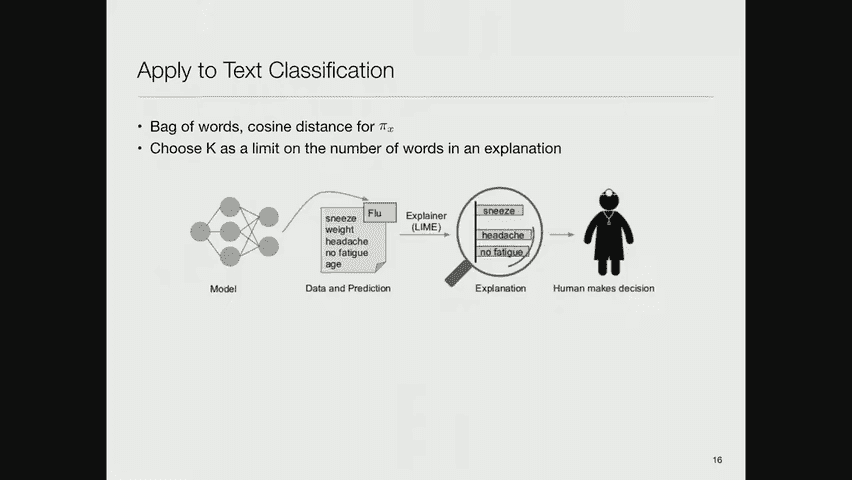 Apply to Text Classification
• Bag of words, cosine distance for πₓ
• Choose K as a limit on the number of words in an explanation
Flu
sneeze
weight
headache
no fatigue
age
Explainer
(LIME)
sneeze
headache
no fatigue
Model
Data and Prediction
Explanation
Human makes decision
16